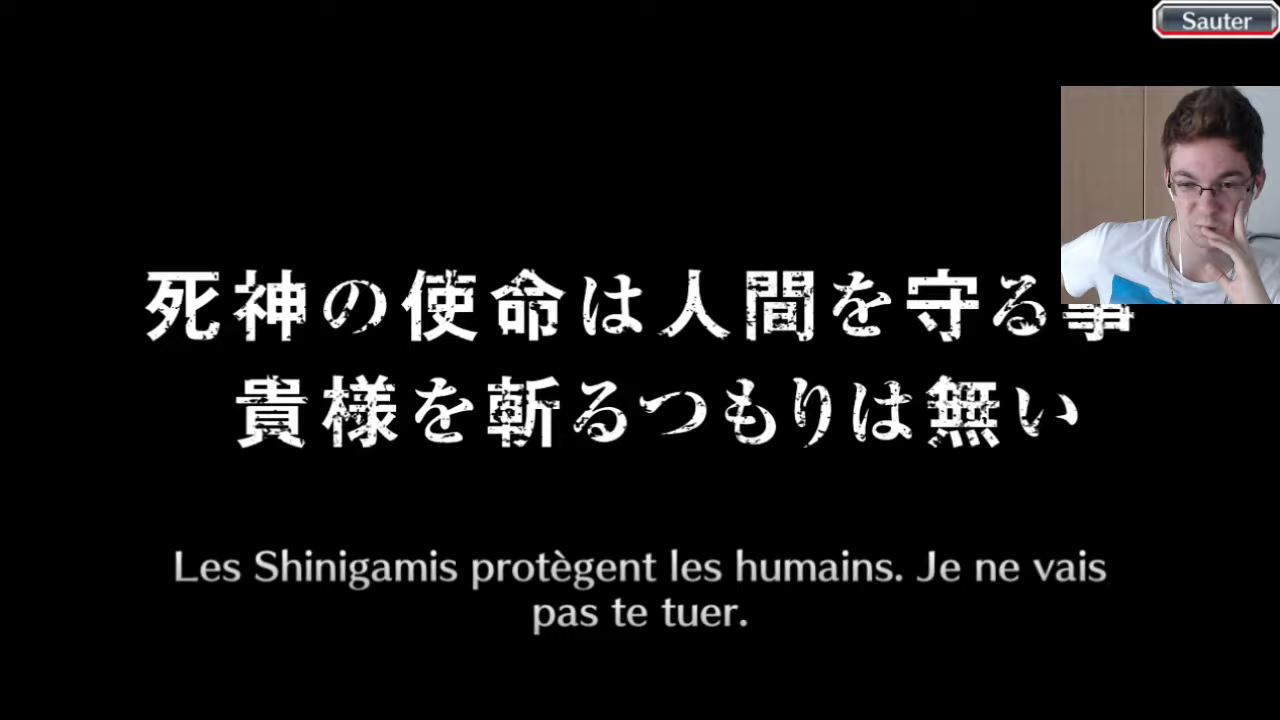 Sauter
死神の使命は人間を守る事
貴様を斬るつもりは無い
Les Shinigamis protègent les humains. Je ne vais
pas te tuer.